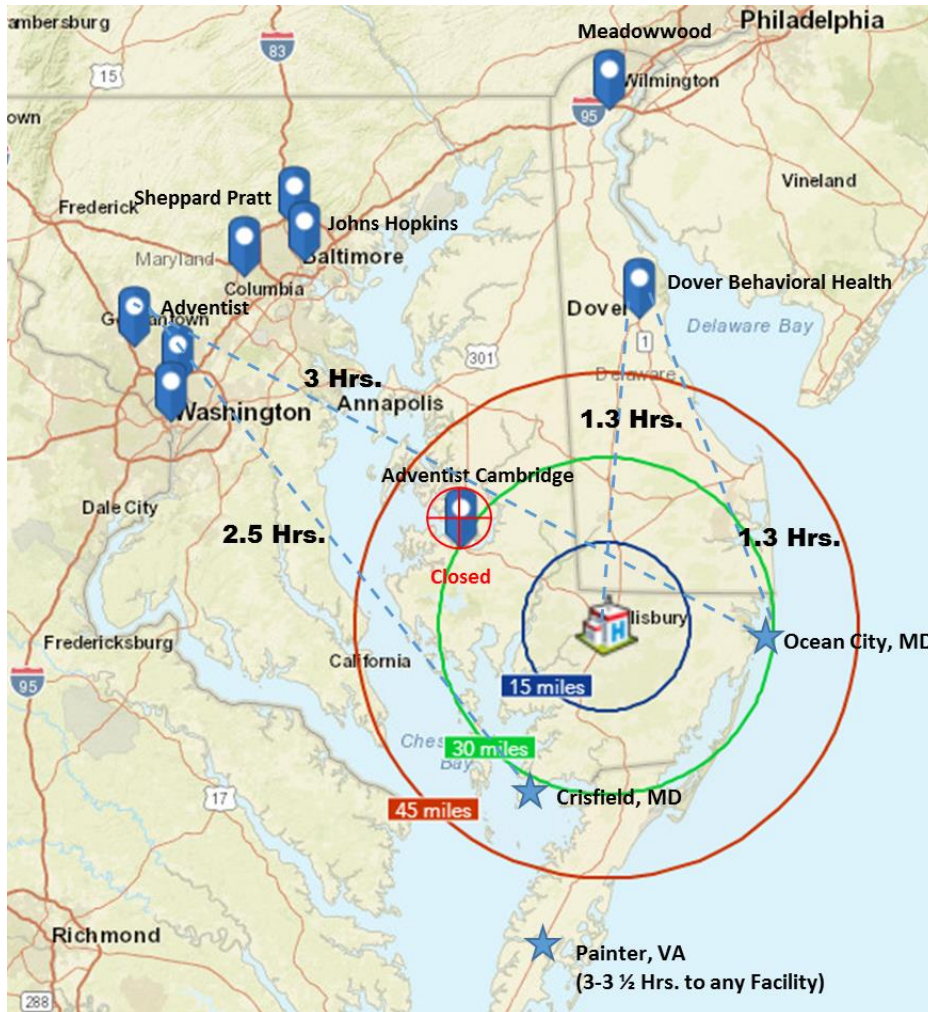 ambersburg
83
15
Meadowwood
Philadelphia
Wilmington
95
own
Vineland
Sheppard Pratt
Frederick
Johns Hopkins
Maryland
Baltimore
Columbia
Dover Behavioral Health
Adventist
Dover
Delaware Bay
1
301
3 Hrs.
Delaware
Annapolis
1.3 Hrs.
Washington
Adventist Cambridge
Dale City
2.5 Hrs.
1.3 Hrs.
Closed
lisbury
Fredericksburg
California
Ocean City, MD
95
15 miles
Ches
Bay
30 miles
Crisfield, MD
17
45 miles
Richmond
Painter, VA
(3-3 ½ Hrs. to any Facility)
288
H